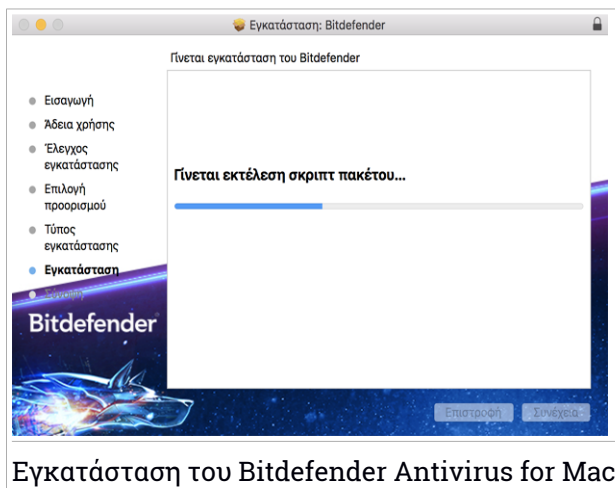 Εγκατάσταση: Bitdefender
Γίνεται εγκατάσταση του Bitdefender
Εισαγωγή
Άδεια χρήσης
Έλεγχος
εγκατάστασης
Επιλογή
προορισμού
Τύπος
εγκατάστασης
Εγκατάσταση
Σύνοψη
Γίνεται εκτέλεση σκριπτ πακέτου...
Bitdefender
Επιστροφή
Συνέχεια
Εγκατάσταση του Bitdefender Antivirus for Mac